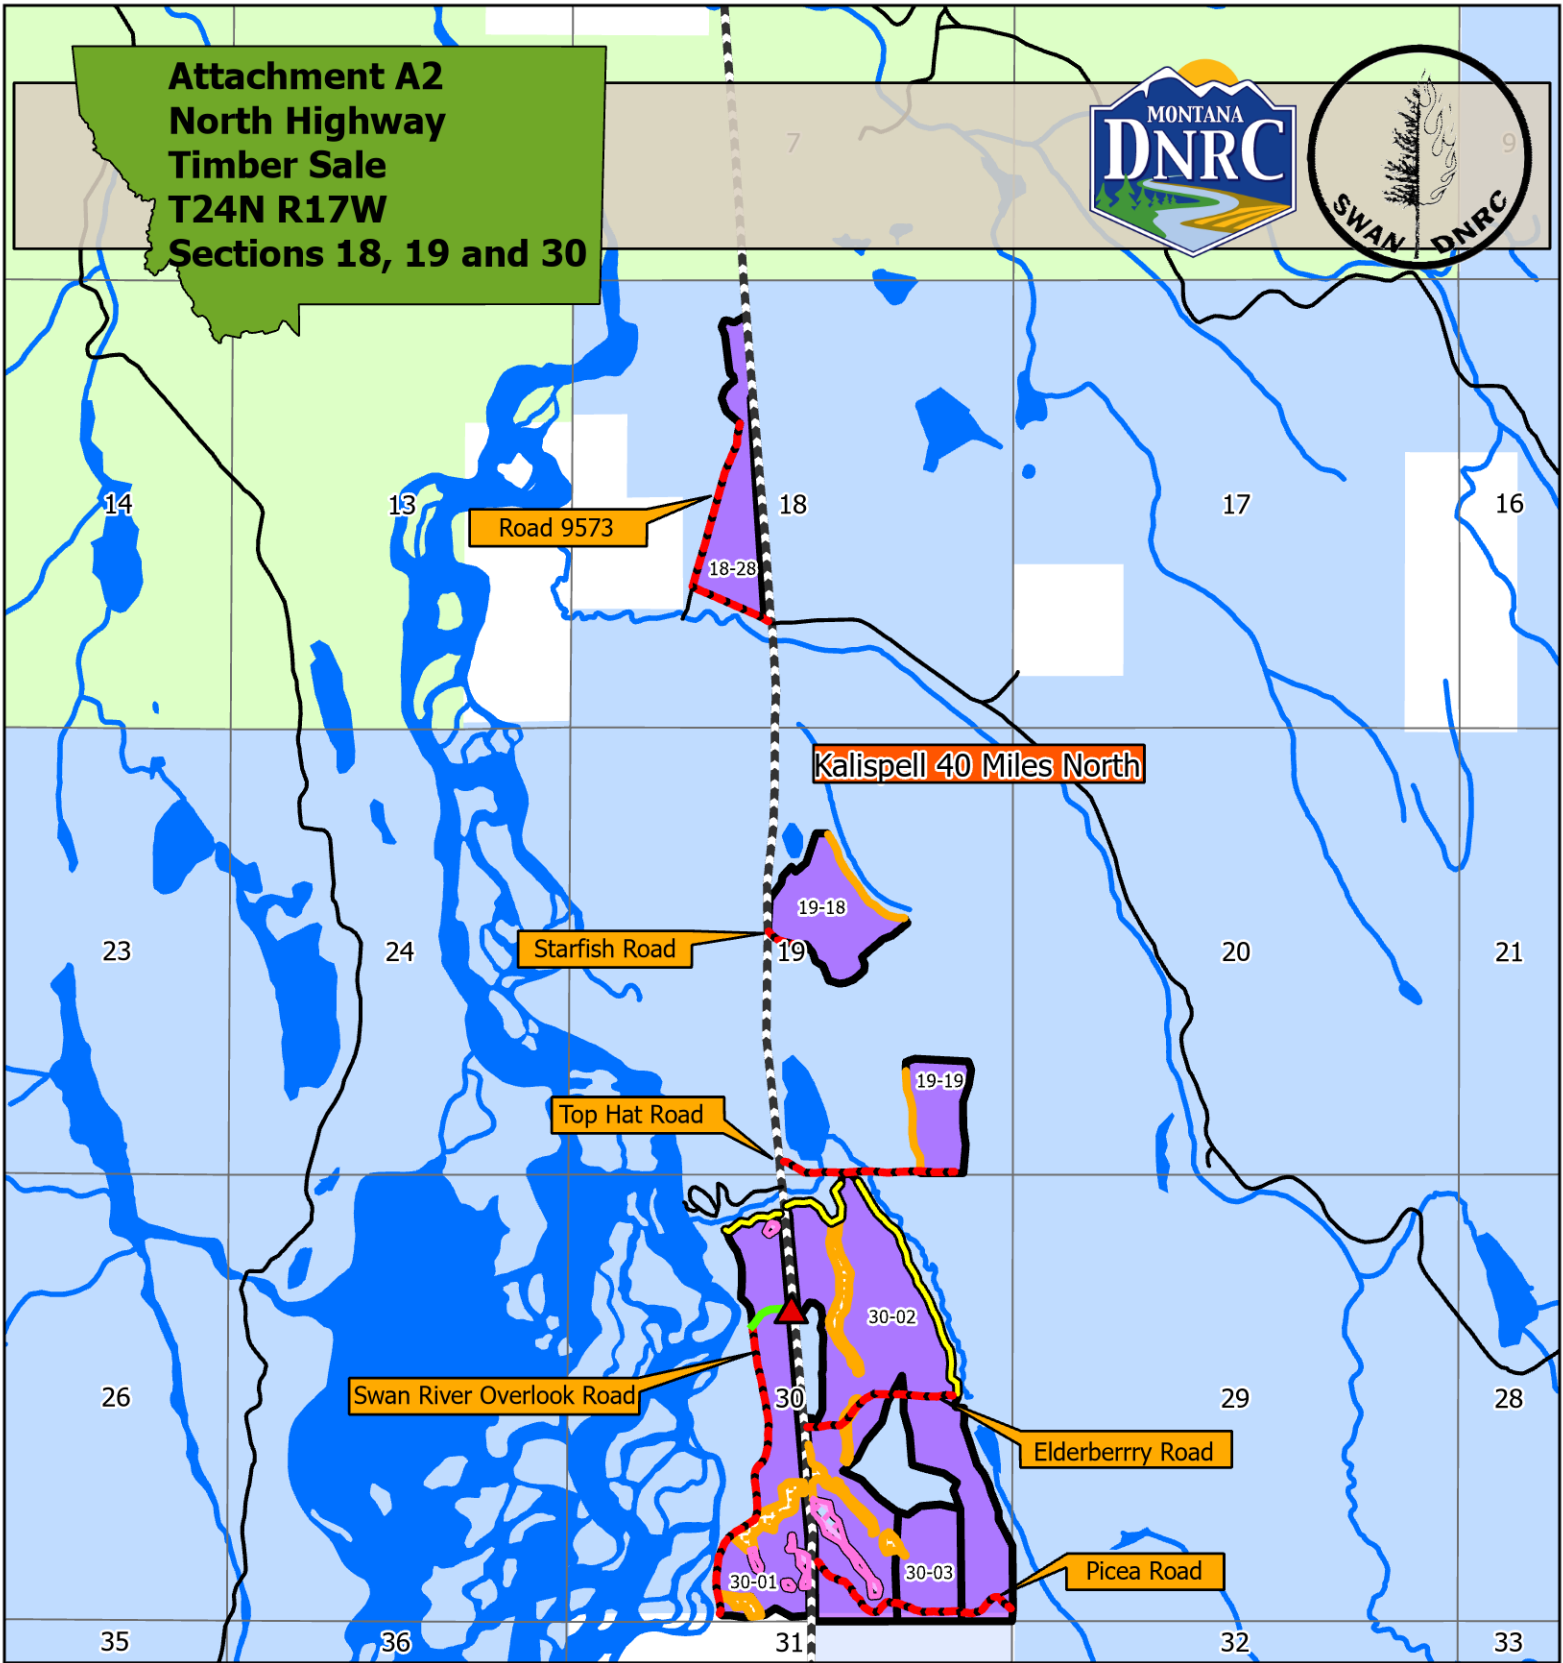 Attachment A2
North Highway
Timber Sale
T24N R17W
Sections 18, 19 and 30
MONTANA
DNRC
SWAN DNRC
7
9
14
13
18
17
16
Road 9573
18-28
Kalispell 40 Miles North
19-18
23
24
Starfish Road
19
20
21
19-19
Top Hat Road
30-02
26
Swan River Overlook Road
30
29
28
Elderberrry Road
30-01
30-03
Picea Road
35
36
31
32
33